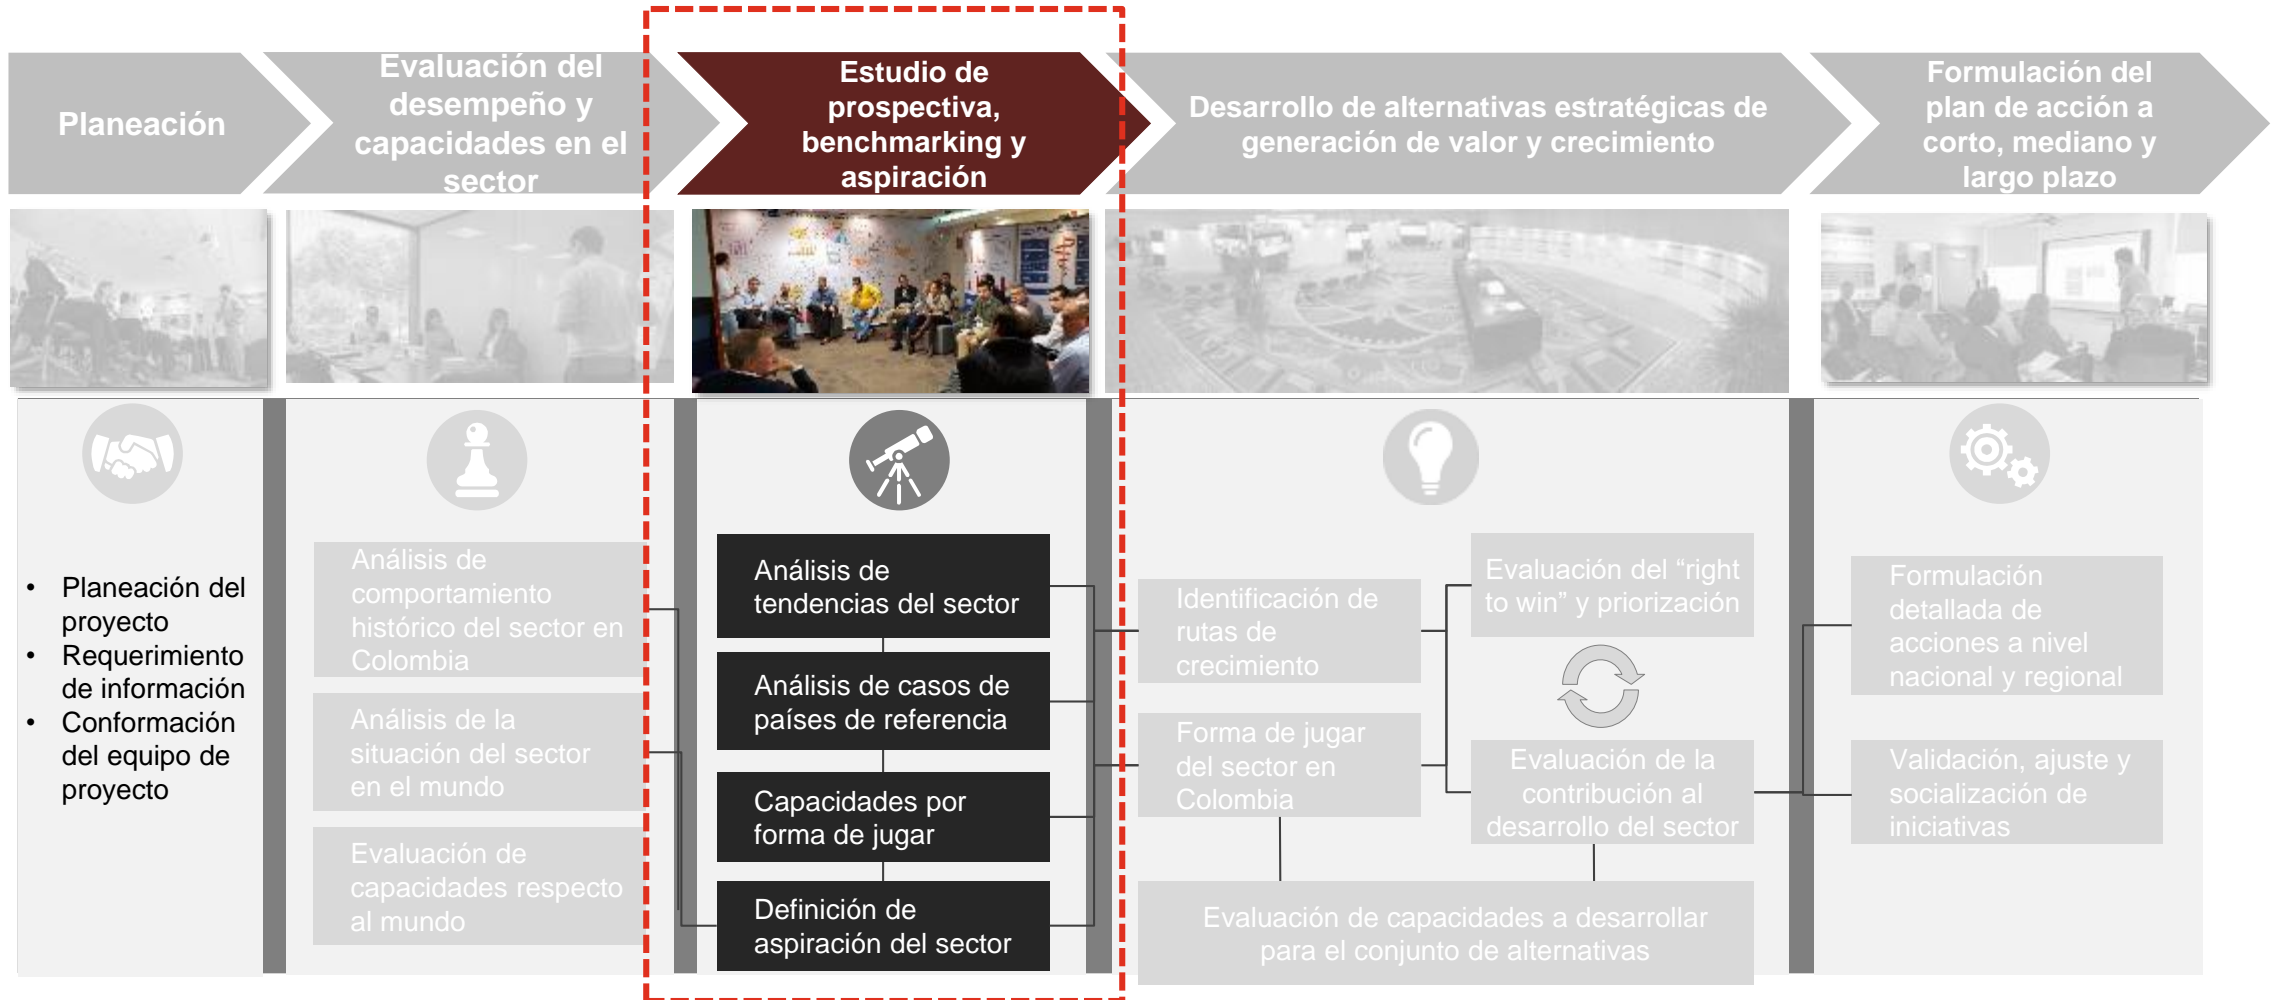 Planeación
Evaluación del
desempeño y
capacidades en el
sector
Estudio de
prospectiva,
benchmarking y
aspiración
Desarrollo de alternativas estratégicas de
generación de valor y crecimiento
Formulación del
plan de acción a
corto, mediano y
largo plazo
• Planeación del
proyecto
• Requerimiento
de información
• Conformación
del equipo de
proyecto
Análisis de
comportamiento
histórico del sector en
Colombia
Análisis de la
situación del sector
en el mundo
Evaluación de
capacidades respecto
al mundo
Análisis de
tendencias del sector
Análisis de casos de
países de referencia
Capacidades por
forma de jugar
Definición de
aspiración del sector
Identificación de
rutas de
crecimiento
Forma de jugar
del sector en
Colombia
Evaluación del “right
to win” y priorización
Evaluación de la
contribución al
desarrollo del sector
Evaluación de capacidades a desarrollar
para el conjunto de alternativas
Formulación
detallada de
acciones a nivel
nacional y regional
Validación, ajuste y
socialización de
iniciativas